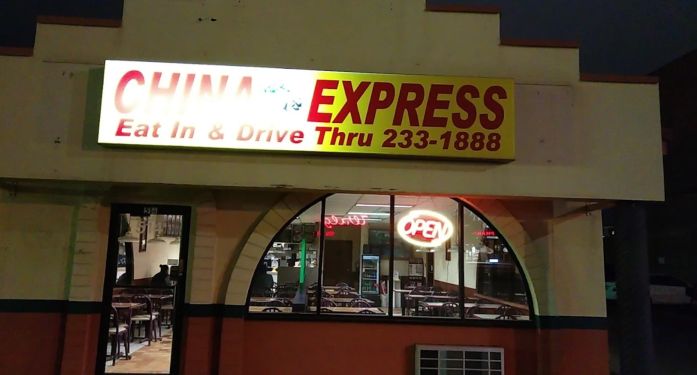 CHINA EXPRESS
Eat In & Drive Thru 233-1888
OPEN